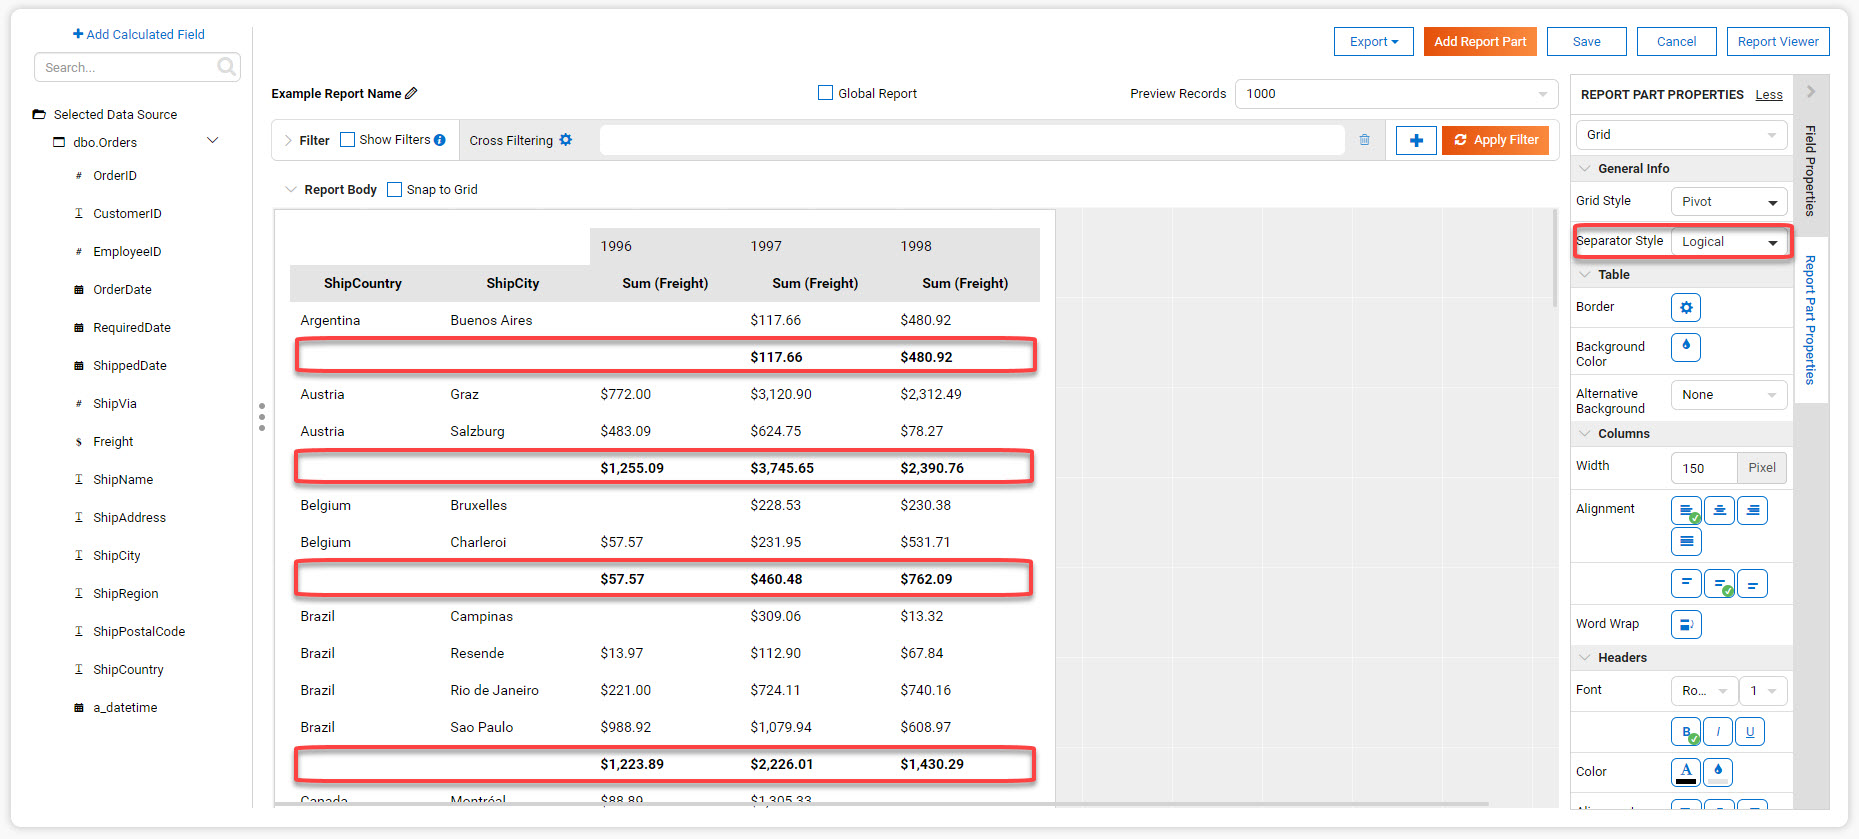 Add Calculated Field
Search...
Selected Data Source
dbo.Orders
# OrderID
CustomerID
# EmployeeID
OrderDate
RequiredDate
ShippedDate
# ShipVia
$ Freight
ShipName
ShipAddress
ShipCity
ShipRegion
ShipPostalCode
ShipCountry
a_datetime
Export Add Report Part Save Cancel Report Viewer
Example Report Name Global Report Preview Records 1000
Filter Show Filters Cross Filtering Apply Filter
Report Body Snap to Grid
1996 1997 1998
ShipCountry ShipCity Sum (Freight) Sum (Freight) Sum (Freight)
Argentina Buenos Aires $117.66 $480.92
$117.66 $480.92
Austria Graz $772.00 $3,120.90 $2,312.49
Austria Salzburg $483.09 $624.75 $78.27
$1,255.09 $3,745.65 $2,390.76
Belgium Bruxelles $228.53 $230.38
Belgium Charleroi $57.57 $231.95 $531.71
$57.57 $460.48 $762.09
Brazil Campinas $309.06 $13.32
Brazil Resende $13.97 $112.90 $67.84
Brazil Rio de Janeiro $221.00 $724.11 $740.16
Brazil Sao Paulo $988.92 $1,079.94 $608.97
$1,223.89 $2,226.01 $1,430.29
Canada Montréal $88.89 $1,305.33
REPORT PART PROPERTIES Less
Grid
General Info
Grid Style Pivot
Separator Style Logical
Table
Border
Background
Color
Alternative
Background
None
Columns
Width 150 Pixel
Alignment
Word Wrap
Headers
Font Ro... 1
B I U
Color A
Field Properties
Report Part Properties